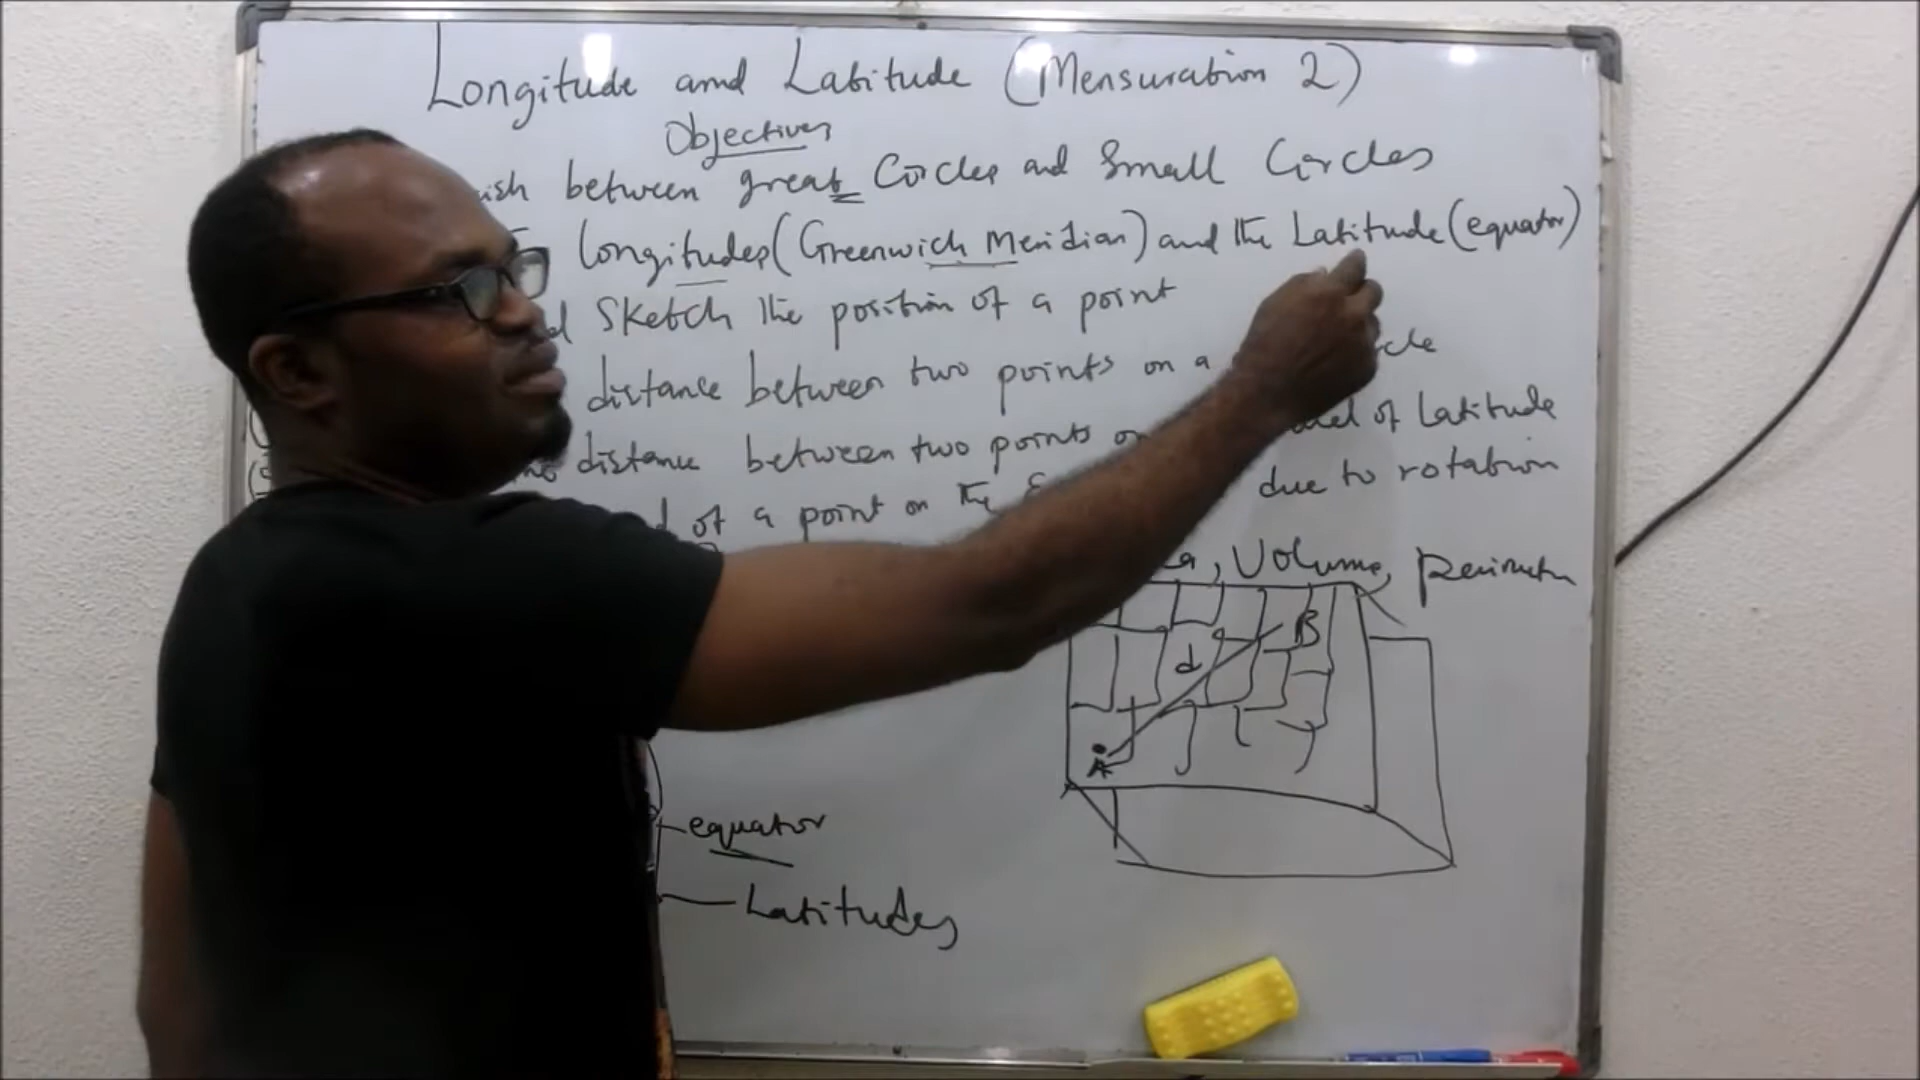 Longitude and Latitude (Mensuration 2)
Objectives
ish between great Circles and Small Circles
longitudes (Greenwich Meridian) and the Latitude (equator)
Sketch the position of a point
distance between two points on a cle
distance between two points on el of Latitude
of a point on the due to rotation
, Volume, perimeter
B
d
A
equator
Latitudes